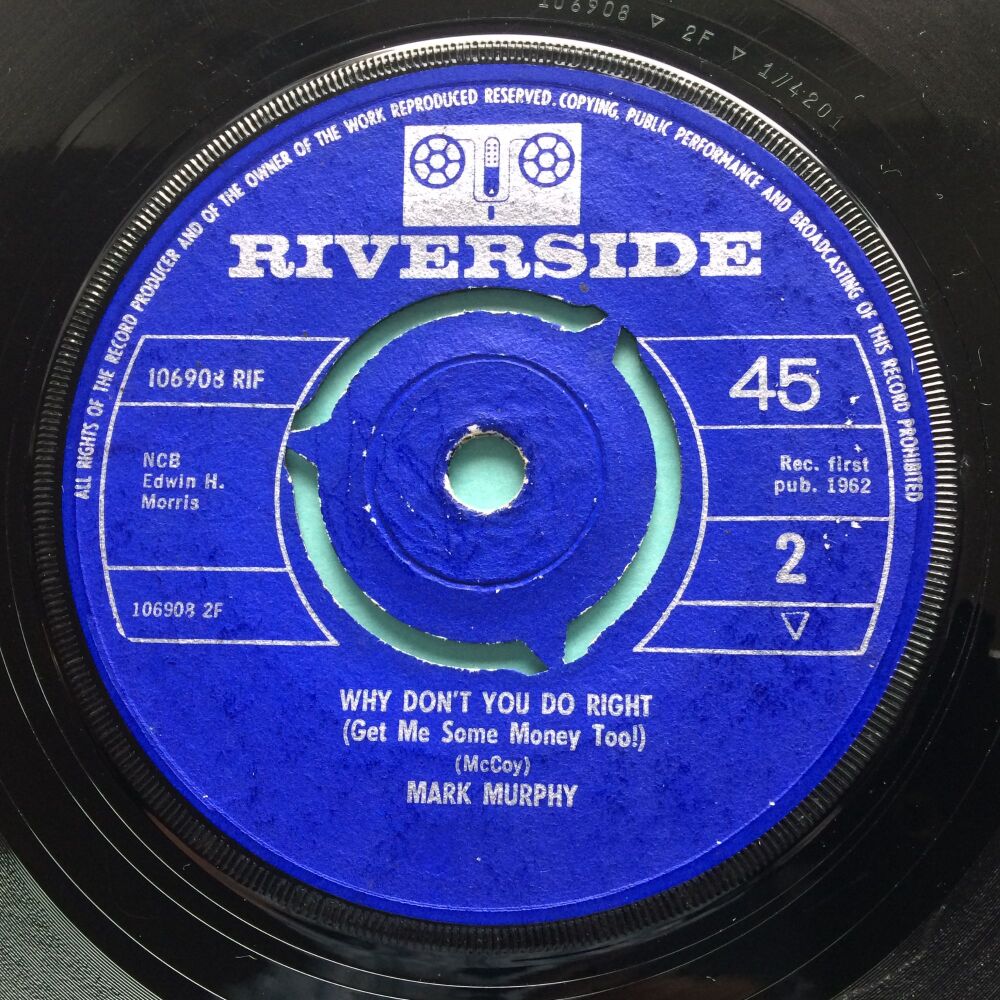 106908 ▽ 2F ▽ 1//4201
ALL RIGHTS OF THE RECORD PRODUCER AND OF THE OWNER OF THE WORK REPRODUCED RESERVED. COPYING, PUBLIC PERFORMANCE AND BROADCASTING OF THIS RECORD PROHIBITED
RIVERSIDE
106908 RIF
45
NCB
Edwin H.
Morris
Rec. first
pub. 1962
2
▽
106908 2F
WHY DON'T YOU DO RIGHT
(Get Me Some Money Too!)
(McCoy)
MARK MURPHY